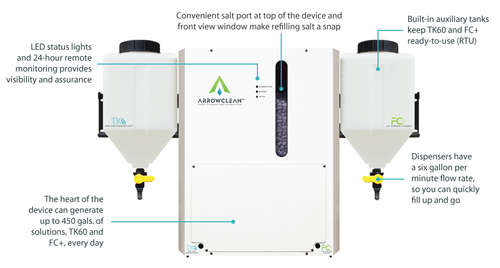 Convenient salt port at top of the device and
front view window make refilling salt a snap
Built-in auxiliary tanks
keep TK60 and FC+
ready-to-use (RTU)
LED status lights
and 24-hour remote
monitoring provides
visibility and assurance
ARROWCLEAN™
TK60
FC+
Dispensers have
a six gallon per
minute flow rate,
so you can quickly
fill up and go
The heart of the
device can generate
up to 450 gals. of
solutions, TK60 and
FC+, every day